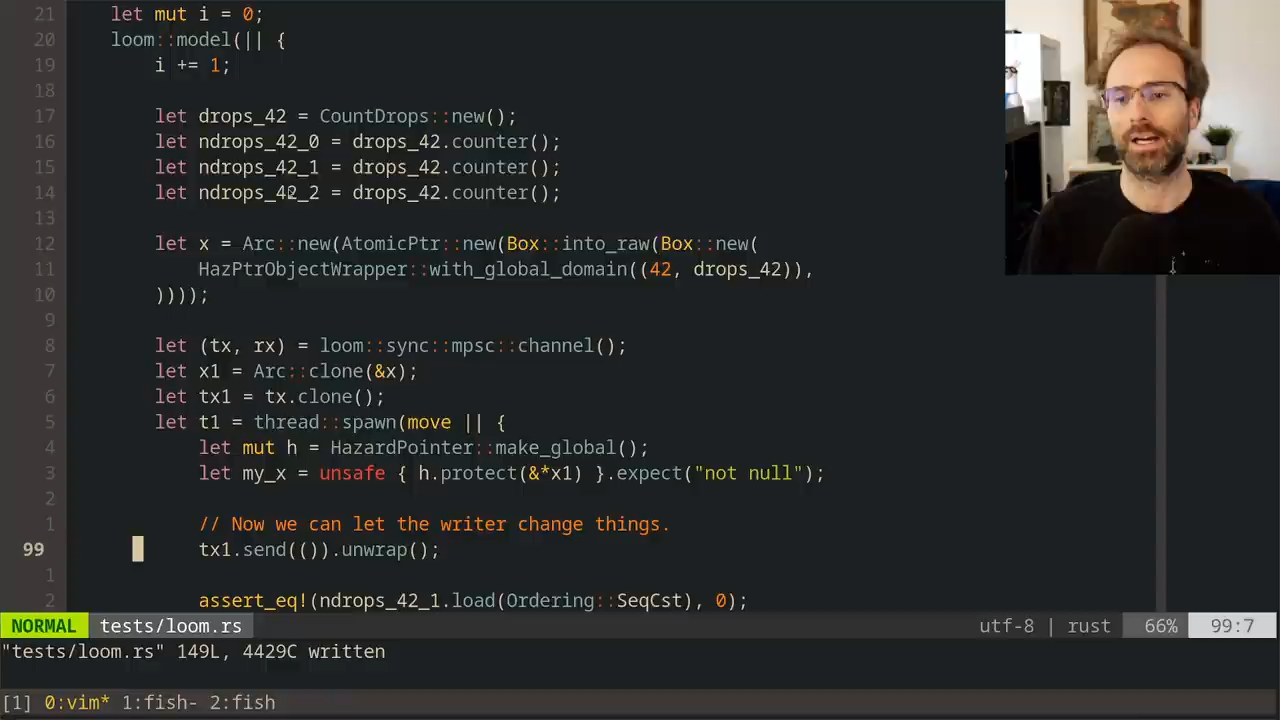 21 let mut i = 0;
20 loom::model(|| {
19 i += 1;
18
17 let drops_42 = CountDrops::new();
16 let ndrops_42_0 = drops_42.counter();
15 let ndrops_42_1 = drops_42.counter();
14 let ndrops_42_2 = drops_42.counter();
13
12 let x = Arc::new(AtomicPtr::new(Box::into_raw(Box::new(
11 HazPtrObjectWrapper::with_global_domain((42, drops_42)),
10 ))));
9
8 let (tx, rx) = loom::sync::mpsc::channel();
7 let x1 = Arc::clone(&x);
6 let tx1 = tx.clone();
5 let t1 = thread::spawn(move || {
4 let mut h = HazardPointer::make_global();
3 let my_x = unsafe { h.protect(&*x1) }.expect("not null");
2
1 // Now we can let the writer change things.
99 tx1.send(()).unwrap();
1
2 assert_eq!(ndrops_42_1.load(Ordering::SeqCst), 0);
NORMAL tests/loom.rs utf-8 | rust 66% 99:7
"tests/loom.rs" 149L, 4429C written
[1] 0:vim* 1:fish- 2:fish